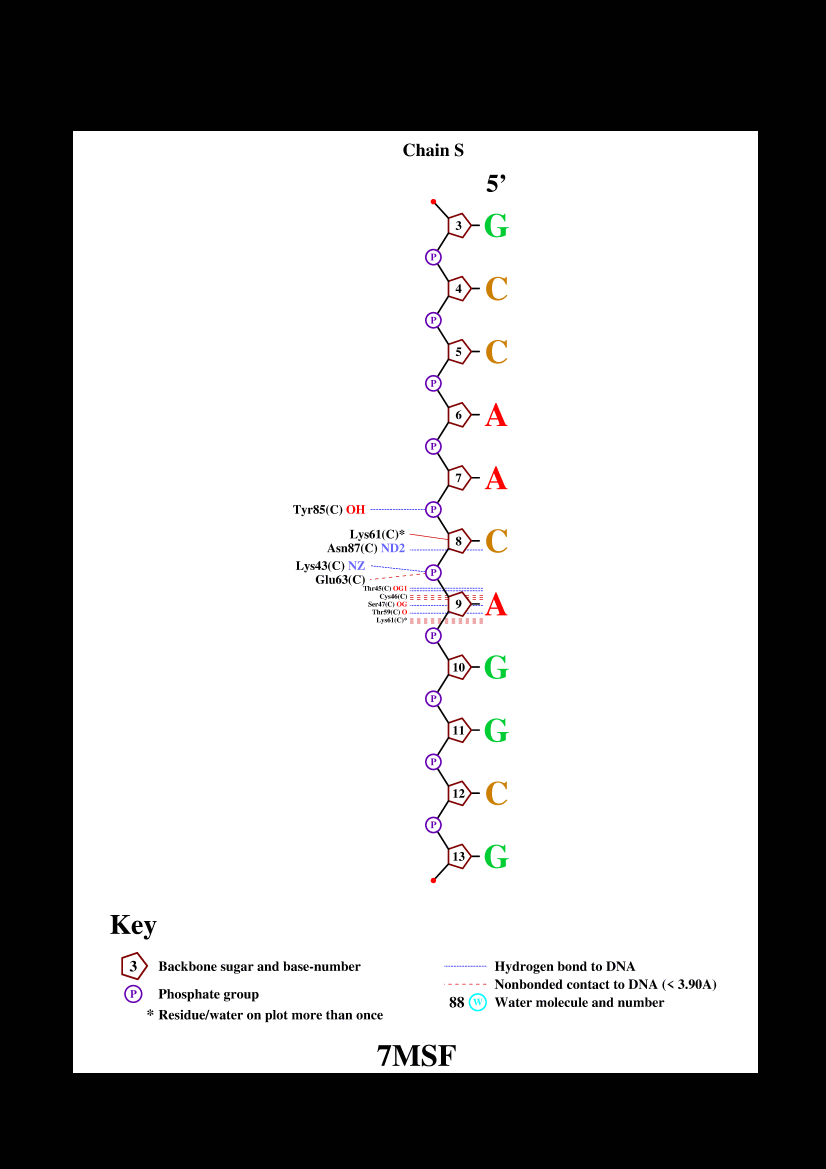 Chain S
5’
3 G
P
4 C
P
5 C
P
6 A
P
7 A
Tyr85(C) OH P
Lys61(C)*
8 C
Asn87(C) ND2
Lys43(C) NZ
P
Glu63(C)
Thr45(C) OG1
Cys46(C)
Ser47(C) OG 9 A
Thr59(C) O
Lys61(C)*
P
10 G
P
11 G
P
12 C
P
13 G
Key
3 Backbone sugar and base-number
P Phosphate group
* Residue/water on plot more than once
Hydrogen bond to DNA
Nonbonded contact to DNA (< 3.90A)
88 W Water molecule and number
7MSF